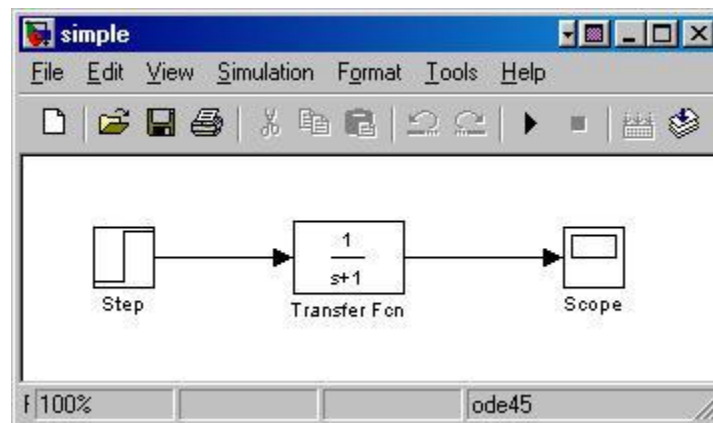 simple
File Edit View Simulation Format Tools Help
1
s+1
Step
Transfer Fcn
Scope
100%
ode45